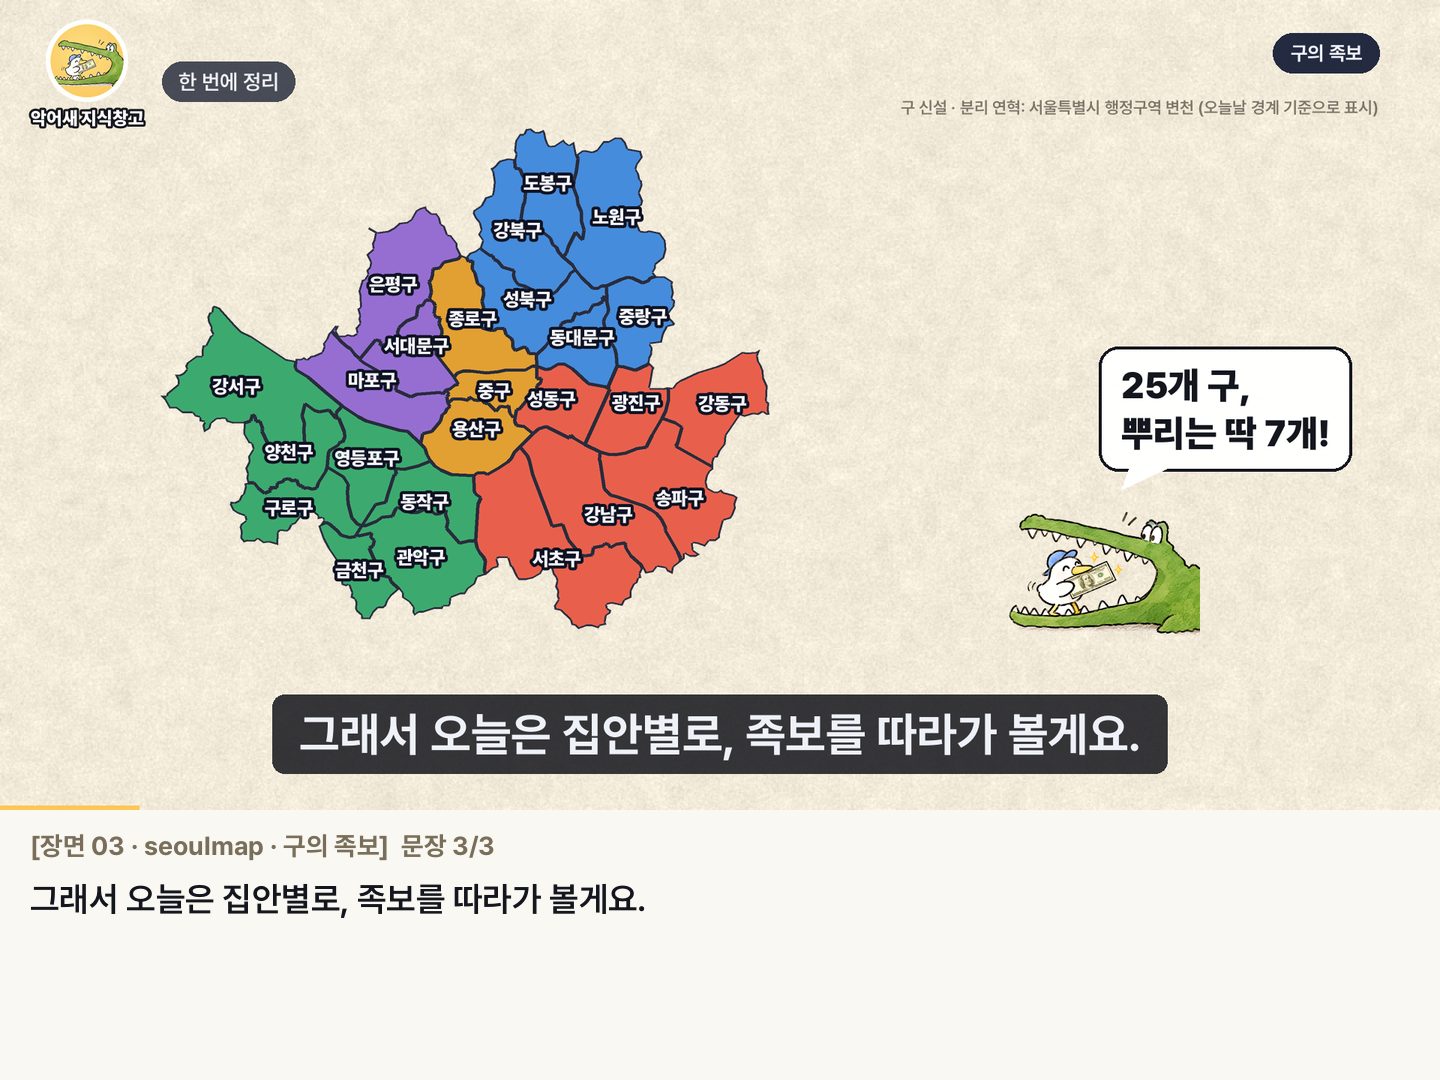 한 번에 정리
악어새 지식창고
구의 족보
구 신설 · 분리 연혁: 서울특별시 행정구역 변천 (오늘날 경계 기준으로 표시)
도봉구
노원구
강북구
은평구
성북구
종로구
중랑구
동대문구
서대문구
마포구
강서구
중구
성동구
광진구
강동구
용산구
양천구
영등포구
구로구
동작구
송파구
강남구
관악구
서초구
금천구
25개 구,
뿌리는 딱 7개!
그래서 오늘은 집안별로, 족보를 따라가 볼게요.
[장면 03 · seoulmap · 구의 족보] 문장 3/3
그래서 오늘은 집안별로, 족보를 따라가 볼게요.